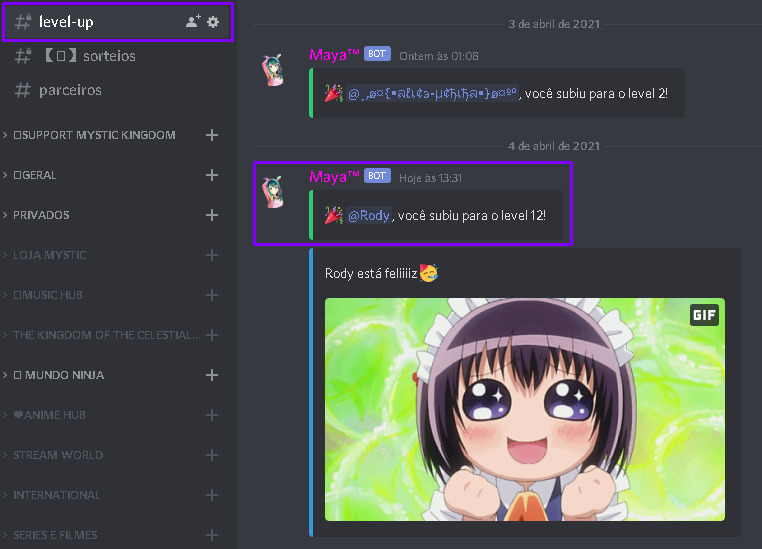 level-up
sorteios
parceiros
SUPPORT MYSTIC KINGDOM
GERAL
PRIVADOS
LOJA MYSTIC
MUSIC HUB
THE KINGDOM OF THE CELESTIAL...
MUNDO NINJA
ANIME HUB
STREAM WORLD
INTERNATIONAL
SERIES E FILMES
3 de abril de 2021
Maya™ BOT Ontem às 01:08
, você subiu para o level 2!
4 de abril de 2021
Maya™ BOT Hoje às 13:31
@Rody, você subiu para o level 12!
Rody está feliiiiz
GIF